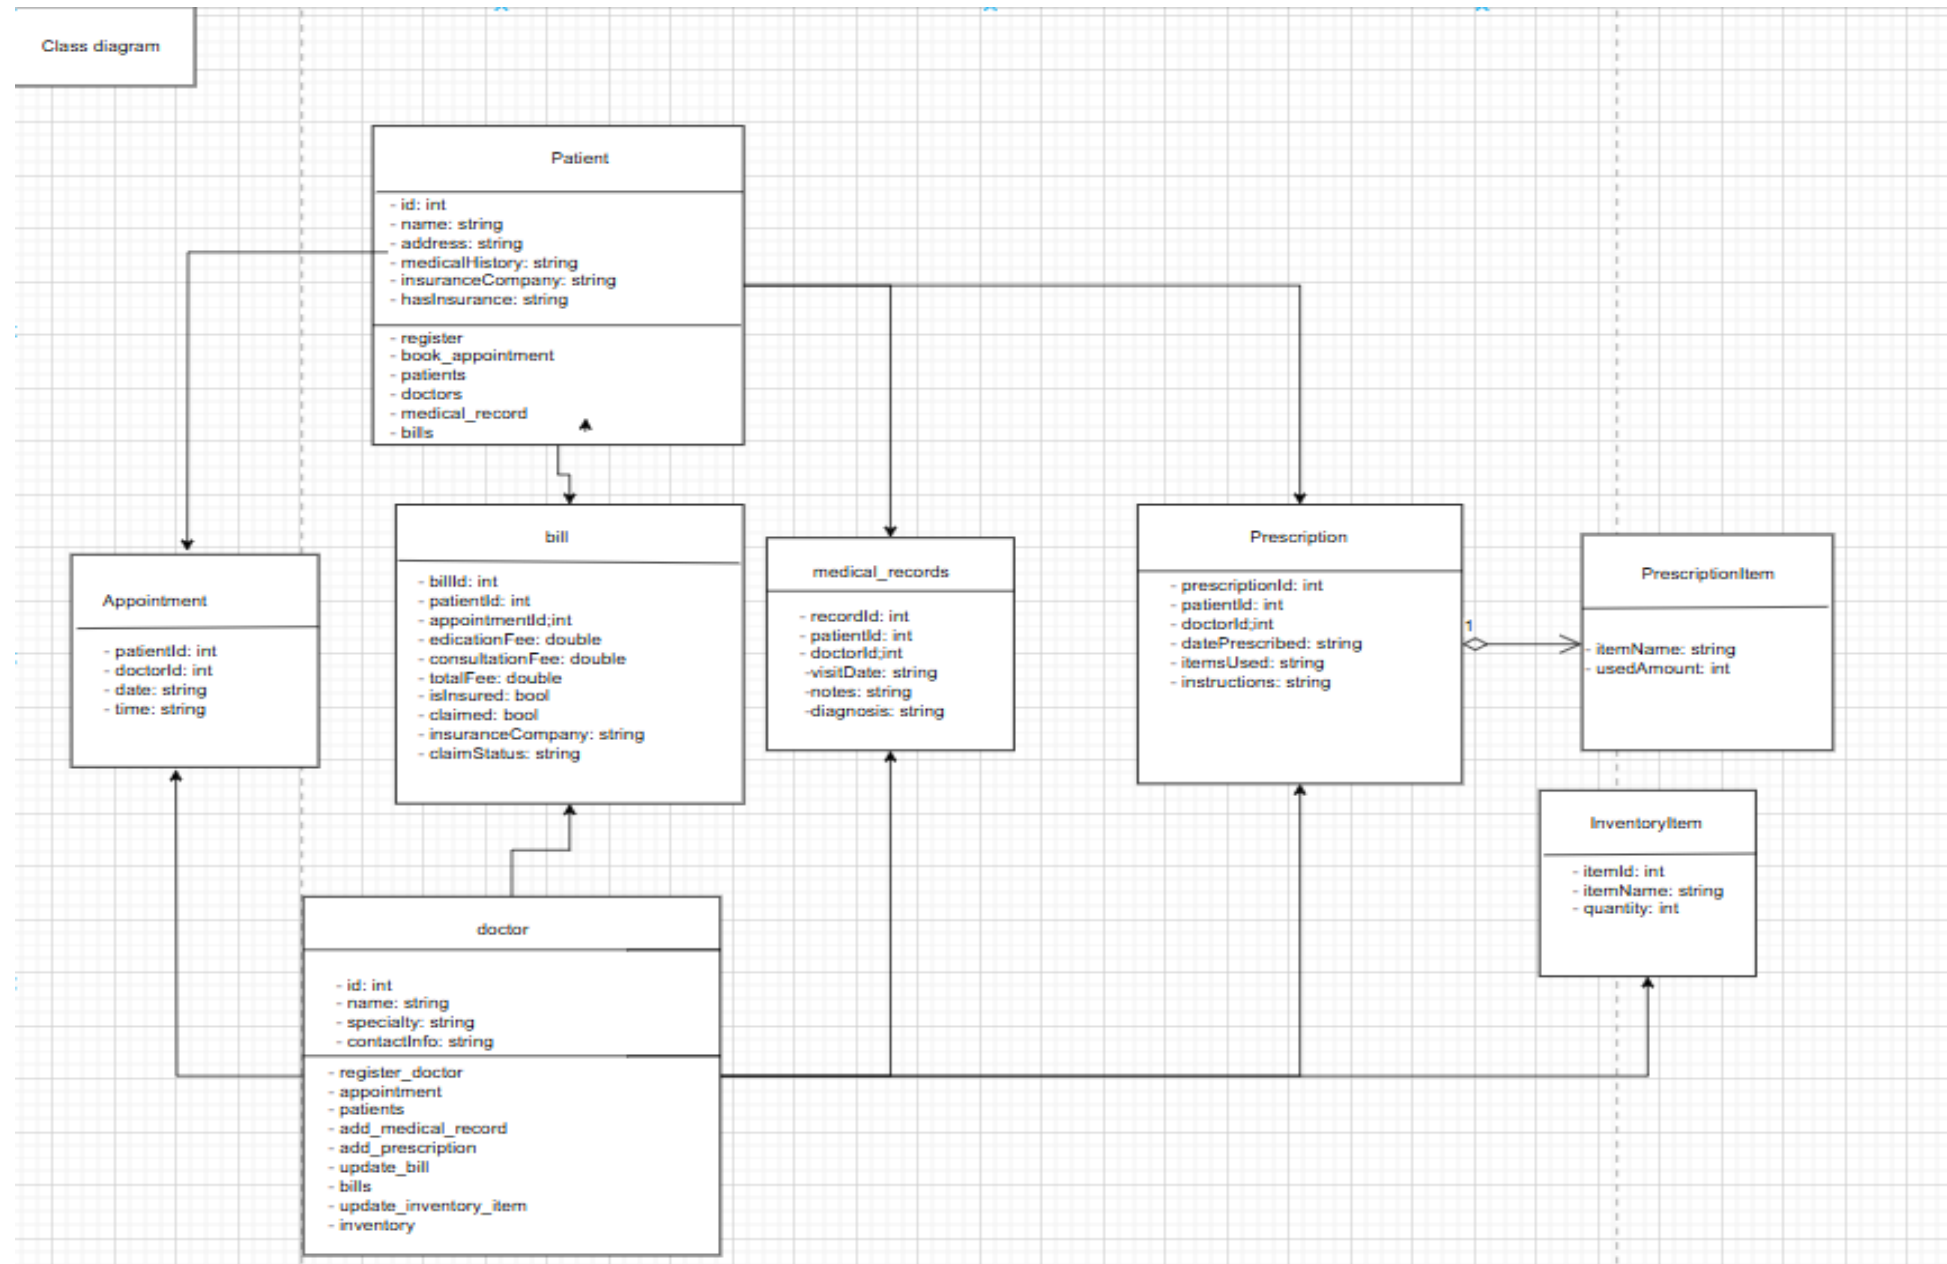 Class diagram
Patient
- id: int
- name: string
- address: string
- medicalHistory: string
- insuranceCompany: string
- hasInsurance: string
- register
- book_appointment
- patients
- doctors
- medical_record
- bills
Appointment
- patientId: int
- doctorId: int
- date: string
- time: string
bill
- billId: int
- patientId: int
- appointmentId;int
- edicationFee: double
- consultationFee: double
- totalFee: double
- isInsured: bool
- claimed: bool
- insuranceCompany: string
- claimStatus: string
medical_records
- recordId: int
- patientId: int
- doctorId;int
-visitDate: string
-notes: string
-diagnosis: string
Prescription
- prescriptionId: int
- patientId: int
- doctorId;int
- datePrescribed: string
- itemsUsed: string
- instructions: string
1
PrescriptionItem
- itemName: string
- usedAmount: int
InventoryItem
- itemId: int
- itemName: string
- quantity: int
doctor
- id: int
- name: string
- specialty: string
- contactInfo: string
- register_doctor
- appointment
- patients
- add_medical_record
- add_prescription
- update_bill
- bills
- update_inventory_item
- inventory